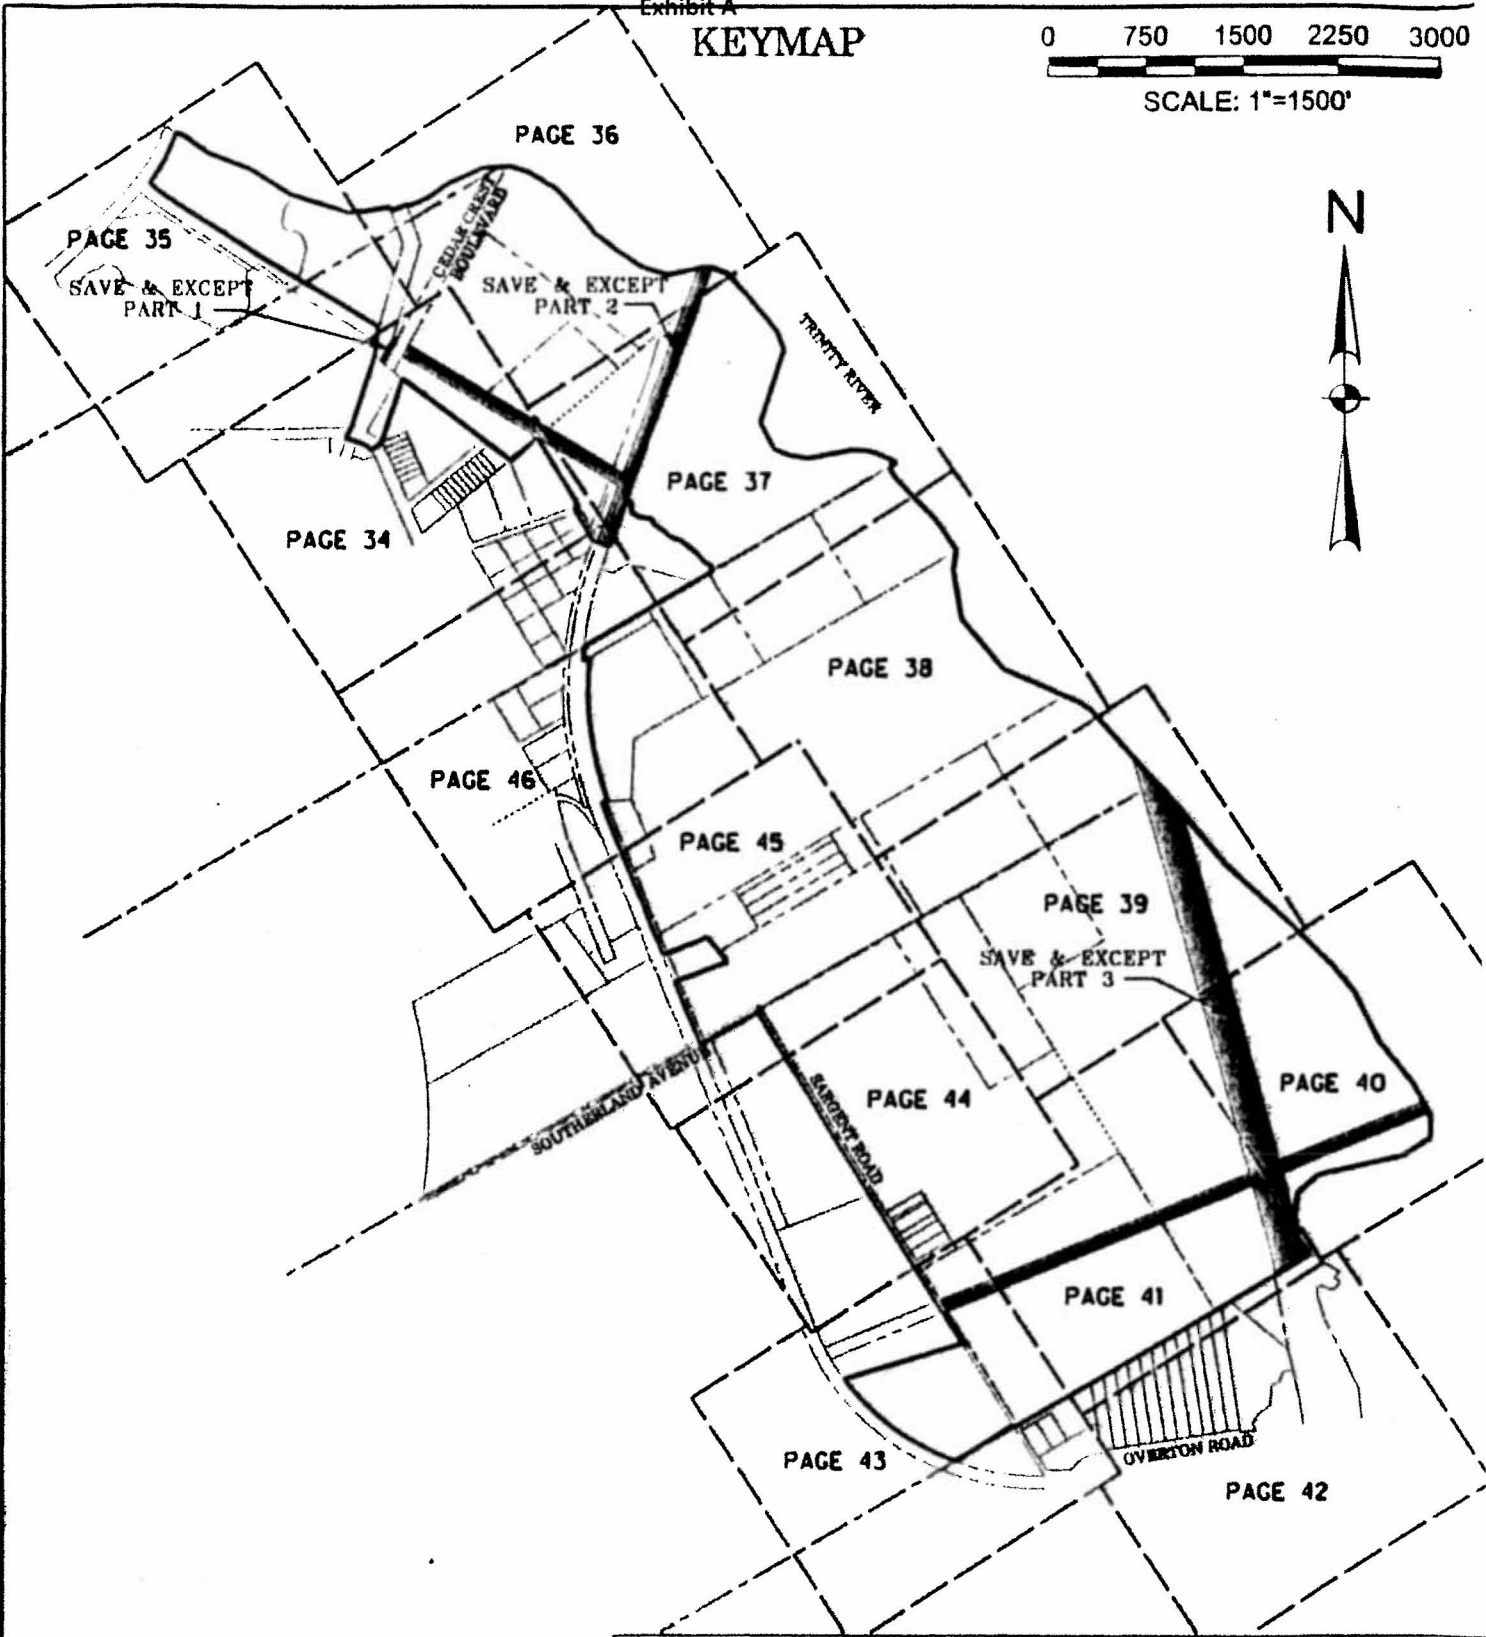 Exhibit A
KEYMAP
0 750 1500 2250 3000
SCALE: 1"=1500'
PAGE 36
N
PAGE 35
CEDAR CREST
BOULEVARD
SAVE & EXCEPT
PART 1
SAVE & EXCEPT
PART 2
TRINITY RIVER
PAGE 37
PAGE 34
PAGE 38
PAGE 46
PAGE 45
PAGE 39
SAVE & EXCEPT
PART 3
SOUTHERLAND AVENU
SARGENT ROAD
PAGE 44
PAGE 40
PAGE 41
PAGE 43
OVERTON ROAD
PAGE 42